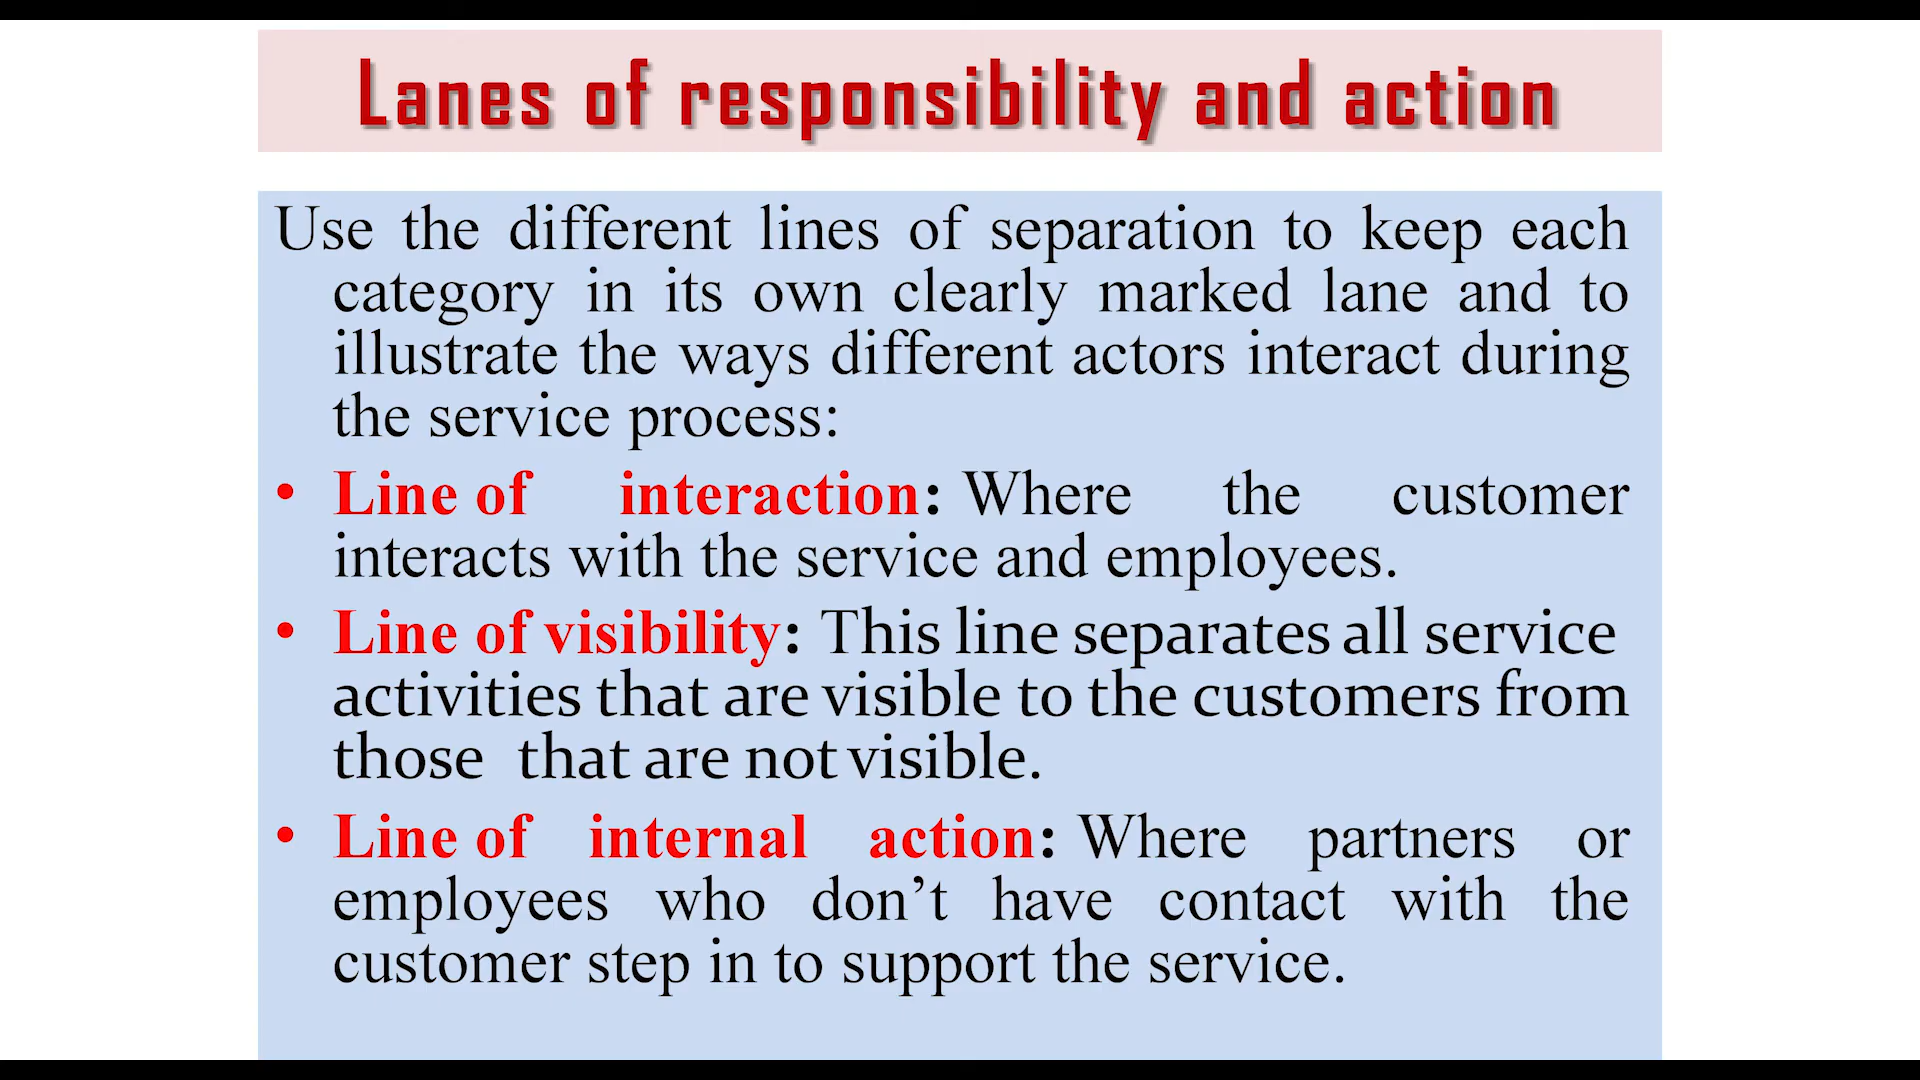 Lanes of responsibility and action
Use the different lines of separation to keep each
category in its own clearly marked lane and to
illustrate the ways different actors interact during
the service process:
• Line of interaction: Where the customer
interacts with the service and employees.
• Line of visibility: This line separates all service
activities that are visible to the customers from
those that are not visible.
• Line of internal action: Where partners or
employees who don’t have contact with the
customer step in to support the service.